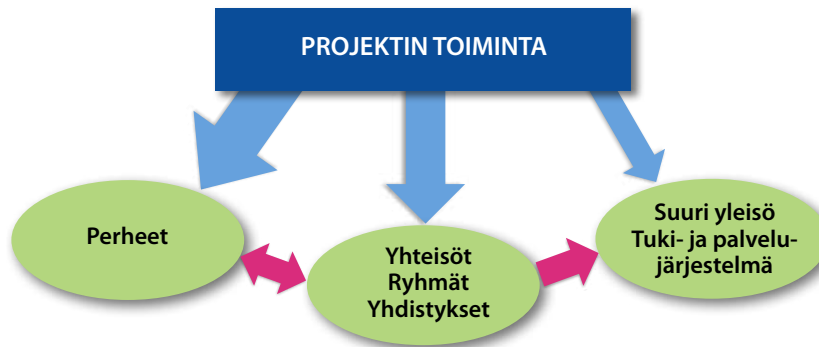 PROJEKTIN TOIMINTA
Perheet
Yhteisöt
Ryhmät
Yhdistykset
Suuri yleisö
Tuki- ja palvelu-
järjestelmä